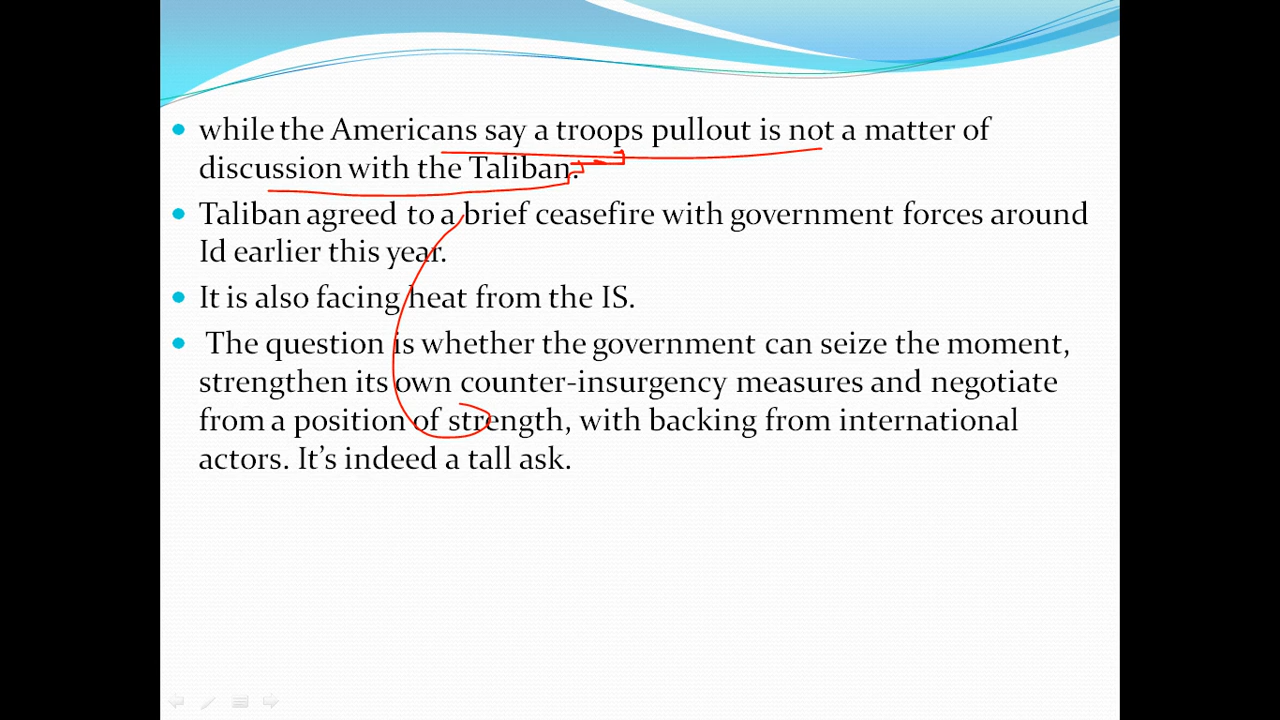 while the Americans say a troops pullout is not a matter of
discussion with the Taliban.
Taliban agreed to a brief ceasefire with government forces around
Id earlier this year.
It is also facing heat from the IS.
The question is whether the government can seize the moment,
strengthen its own counter-insurgency measures and negotiate
from a position of strength, with backing from international
actors. It’s indeed a tall ask.